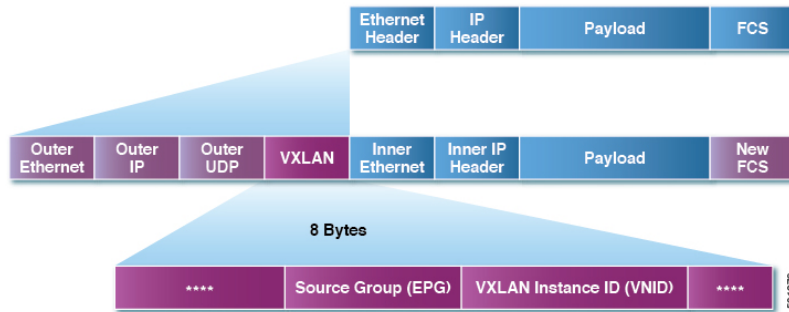 Ethernet Header IP Header Payload FCS
Outer Ethernet Outer IP Outer UDP VXLAN Inner Ethernet Inner IP Header Payload New FCS
8 Bytes
**** Source Group (EPG) VXLAN Instance ID (VNID) ****